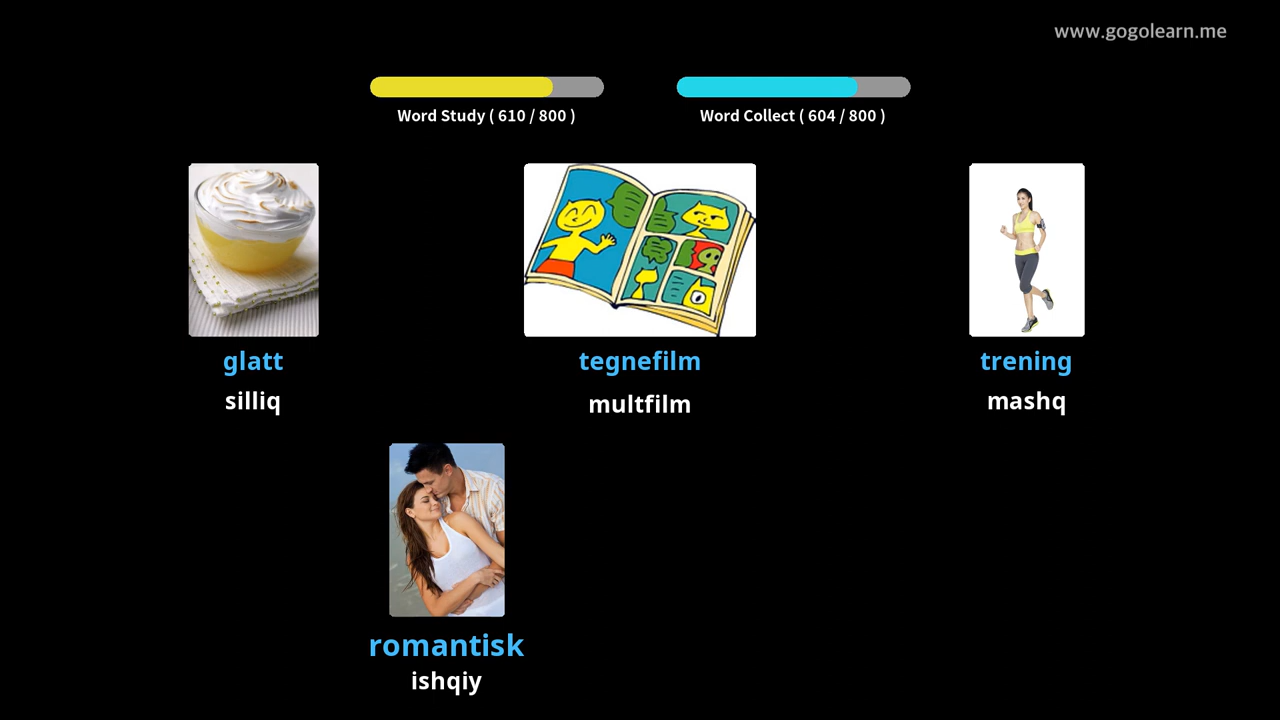 www.gogolearn.me
Word Study ( 610 / 800 )
Word Collect ( 604 / 800 )
glatt
tegnefilm
trening
silliq
multfilm
mashq
romantisk
ishqiy